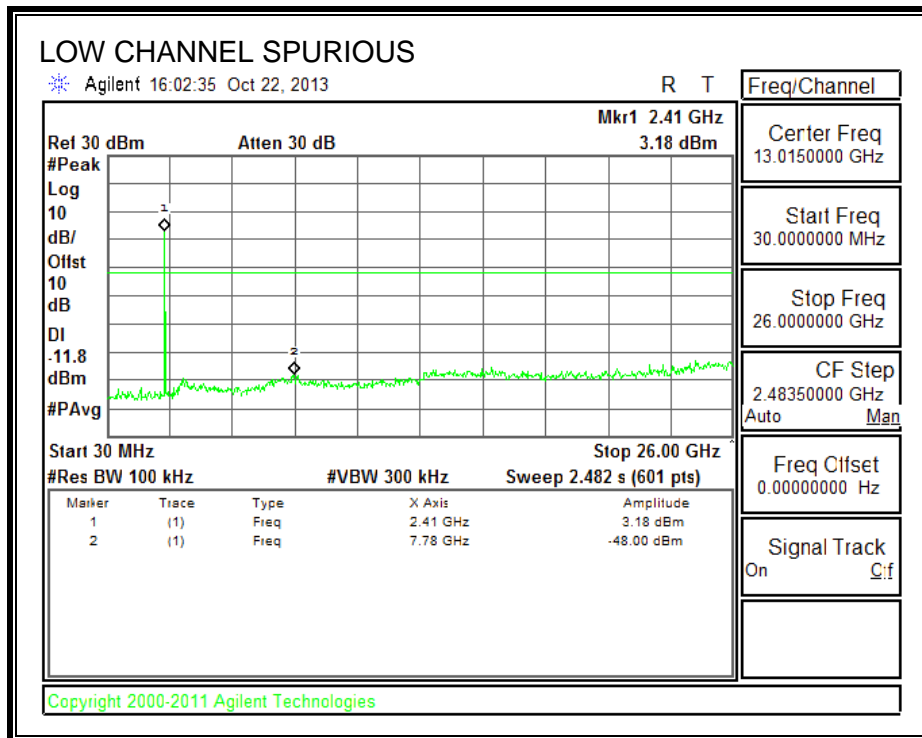 LOW CHANNEL SPURIOUS
Agilent 16:02:35 Oct 22, 2013 R T
Mkr1 2.41 GHz
Ref 30 dBm Atten 30 dB 3.18 dBm
#Peak
Log
10
dB/
Offst
10
dB
DI
-11.8
dBm
#PAvg
1
2
Start 30 MHz Stop 26.00 GHz
#Res BW 100 kHz #VBW 300 kHz Sweep 2.482 s (601 pts)
Marker Trace Type X Axis Amplitude
1 (1) Freq 2.41 GHz 3.18 dBm
2 (1) Freq 7.78 GHz -48.00 dBm
Freq/Channel
Center Freq
13.0150000 GHz
Start Freq
30.0000000 MHz
Stop Freq
26.0000000 GHz
CF Step
2.48350000 GHz
Auto Man
Freq Offset
0.00000000 Hz
Signal Track
On Off
Copyright 2000-2011 Agilent Technologies